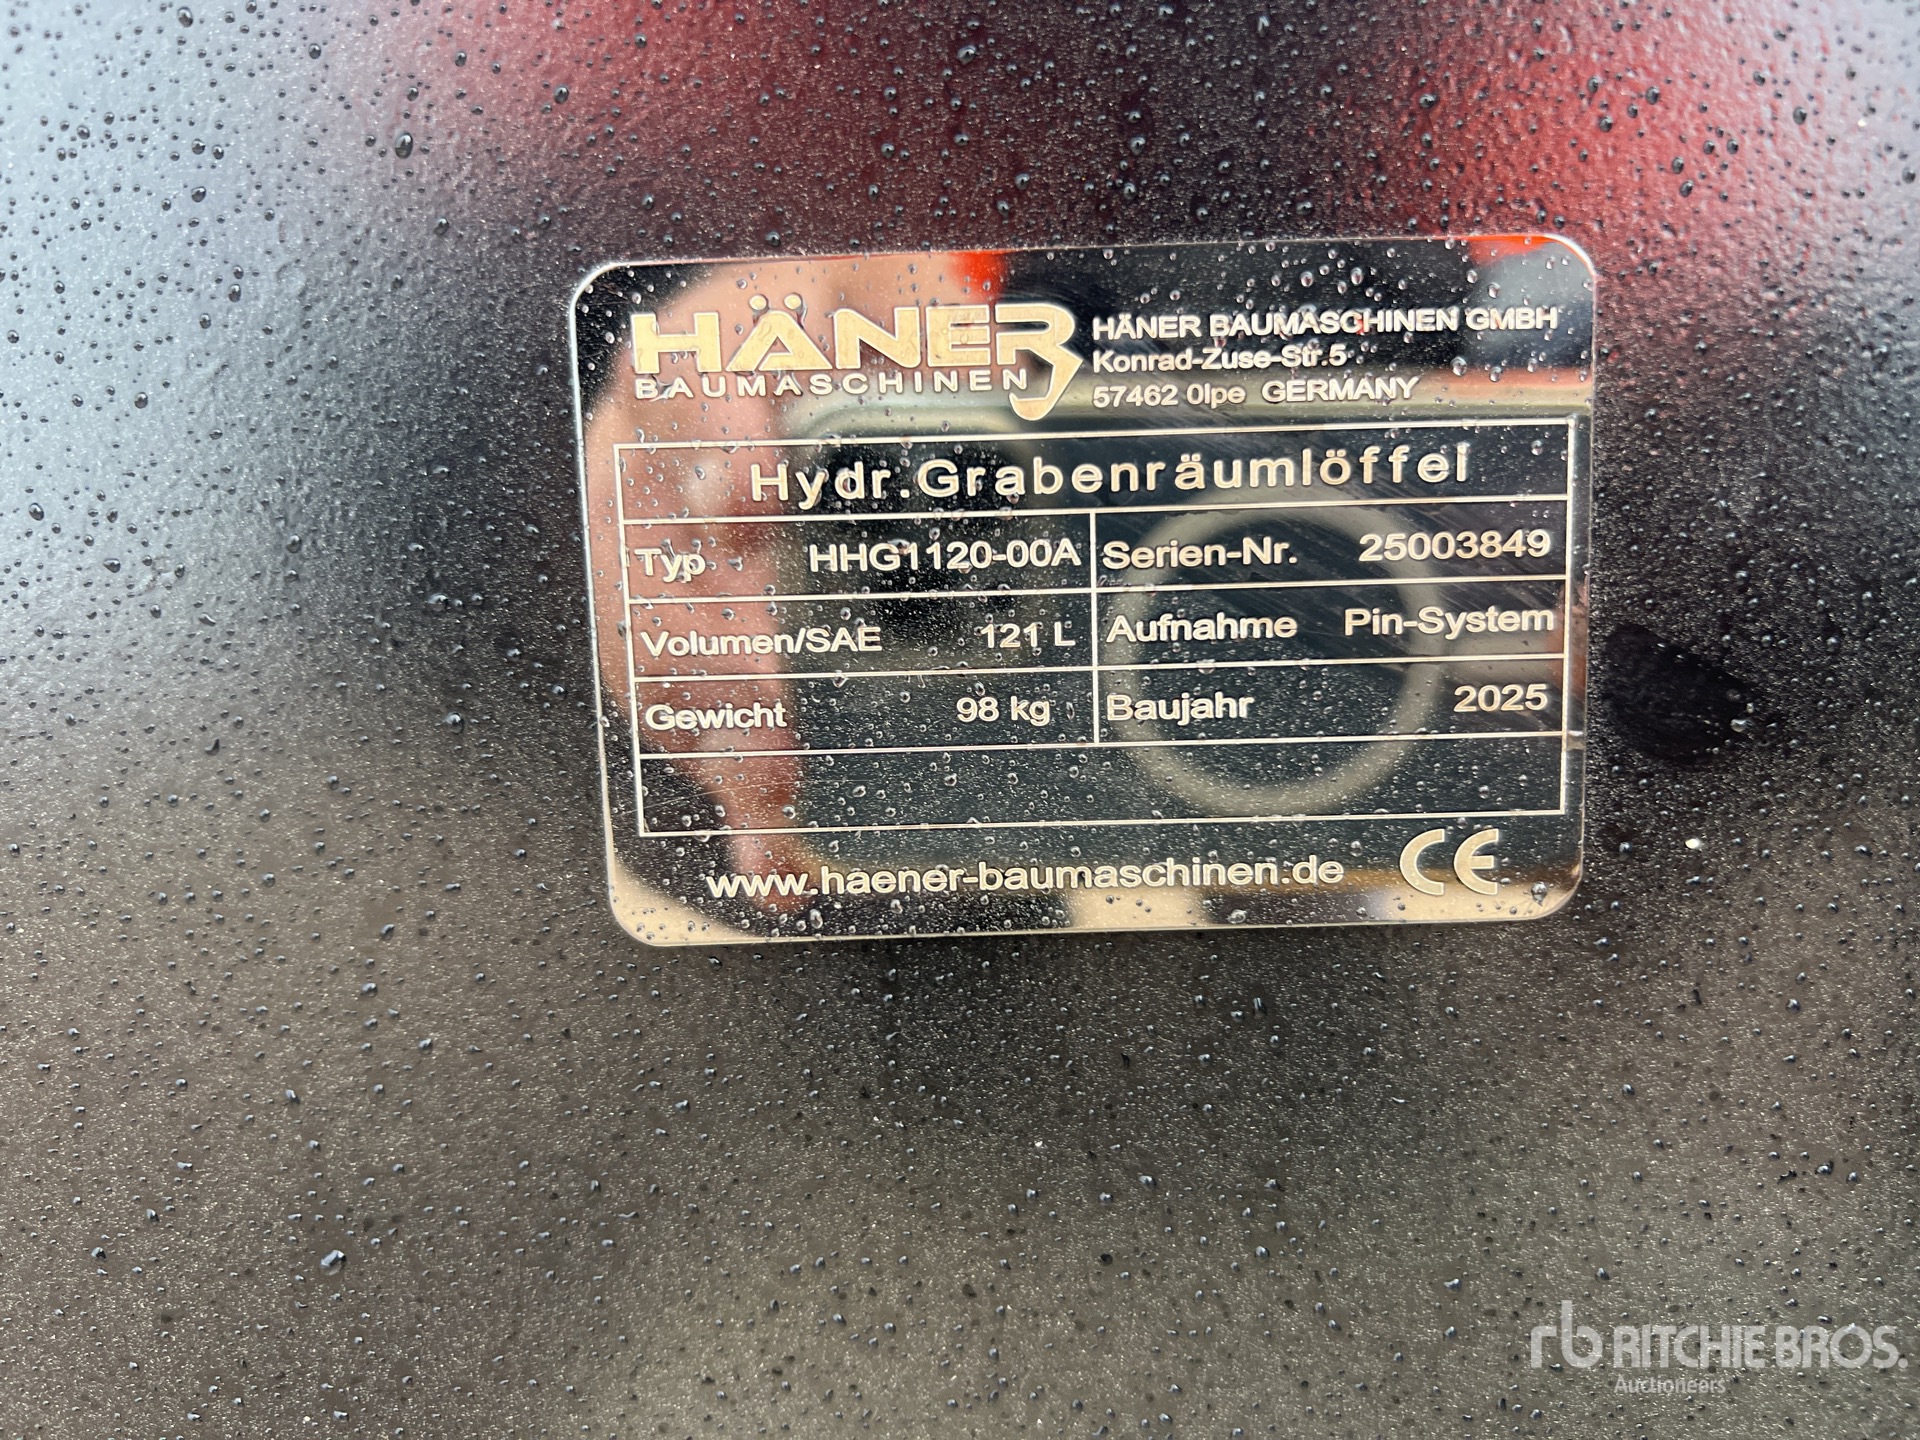 HÄNER
BAUMASCHINEN
HÄNER BAUMASCHINEN GMBH
Konrad-Zuse-Str.5
57462 Olpe GERMANY
Hydr.Grabenräumlöffel
Typ HHG1120-00A Serien-Nr. 25003849
Volumen/SAE 121 L Aufnahme Pin-System
Gewicht 98 kg Baujahr 2025
www.haener-baumaschinen.de CE
rb RITCHIE BROS.
Auctioneers